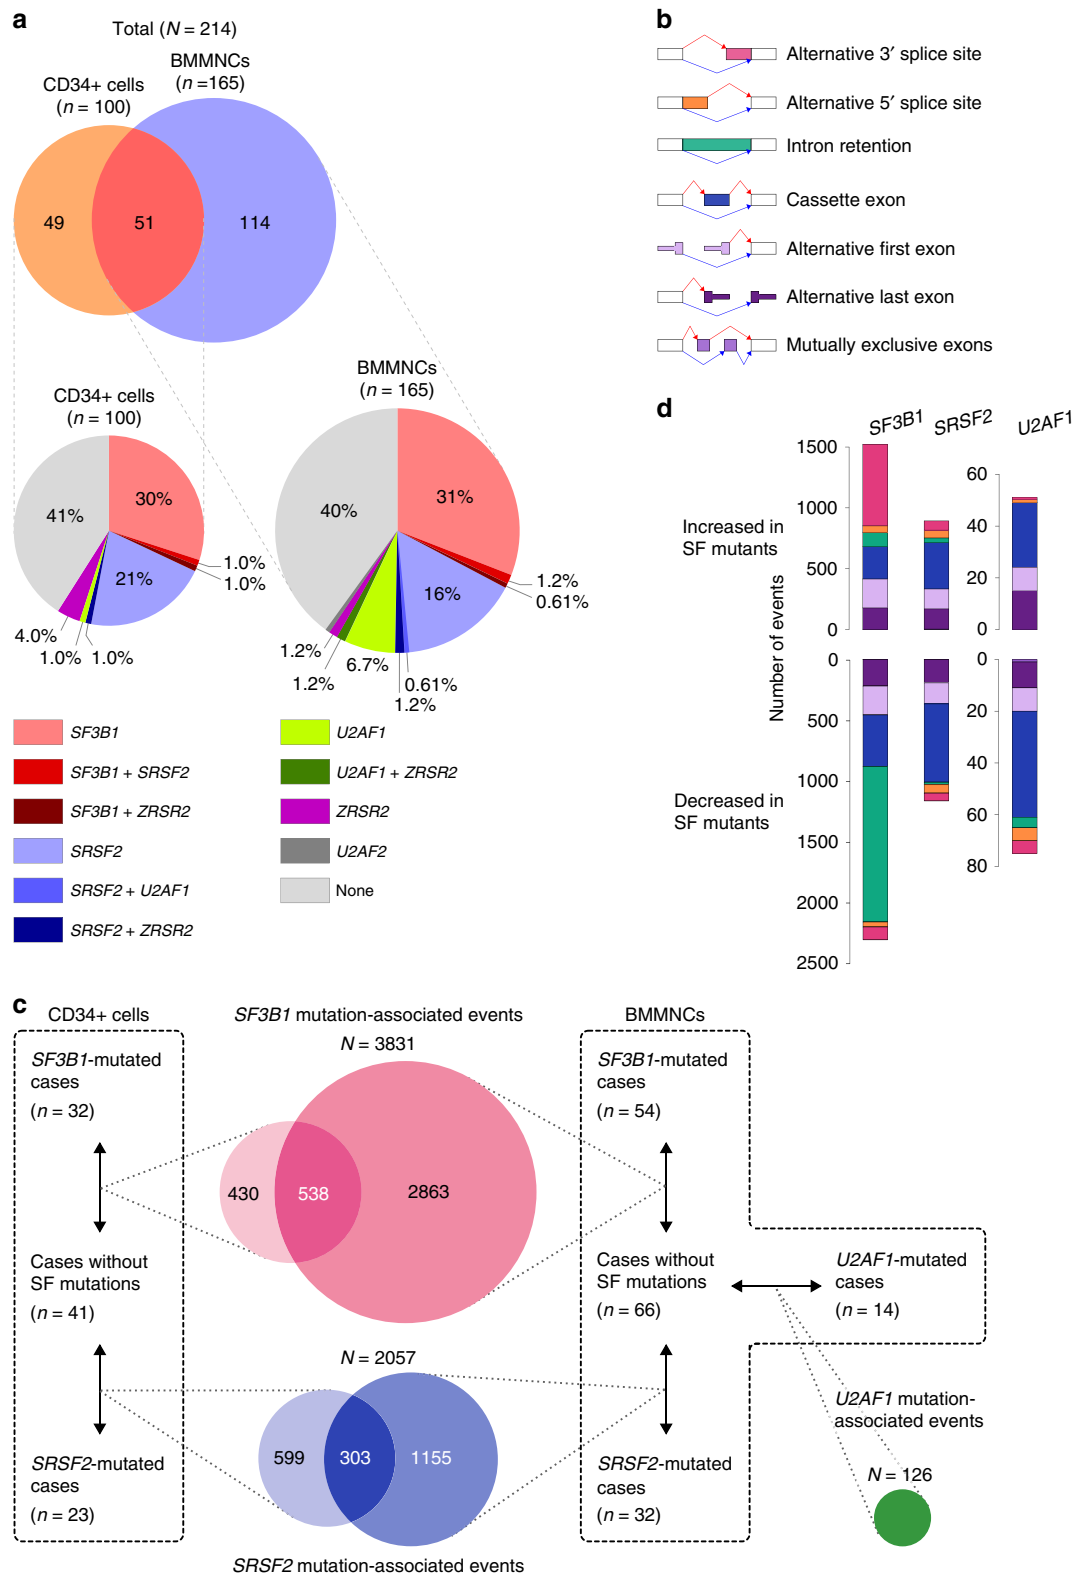 a
Total (N = 214)
CD34+ cells
(n = 100)
BMMNCs
(n =165)
49
51
114
CD34+ cells
(n = 100)
30%
1.0%
1.0%
21%
1.0%
1.0%
4.0%
41%
BMMNCs
(n = 165)
31%
1.2%
0.61%
16%
0.61%
1.2%
6.7%
1.2%
1.2%
40%
SF3B1
SF3B1 + SRSF2
SF3B1 + ZRSR2
SRSF2
SRSF2 + U2AF1
SRSF2 + ZRSR2
U2AF1
U2AF1 + ZRSR2
ZRSR2
U2AF2
None
b
Alternative 3′ splice site
Alternative 5′ splice site
Intron retention
Cassette exon
Alternative first exon
Alternative last exon
Mutually exclusive exons
d
SF3B1
SRSF2
U2AF1
Increased in
SF mutants
Decreased in
SF mutants
Number of events
1500
1000
500
0
0
500
1000
1500
2000
2500
60
40
20
0
0
20
40
60
80
c
CD34+ cells
SF3B1-mutated
cases
(n = 32)
Cases without
SF mutations
(n = 41)
SRSF2-mutated
cases
(n = 23)
SF3B1 mutation-associated events
N = 3831
430
538
2863
N = 2057
599
303
1155
SRSF2 mutation-associated events
BMMNCs
SF3B1-mutated
cases
(n = 54)
Cases without
SF mutations
(n = 66)
SRSF2-mutated
cases
(n = 32)
U2AF1-mutated
cases
(n = 14)
U2AF1 mutation-
associated events
N = 126